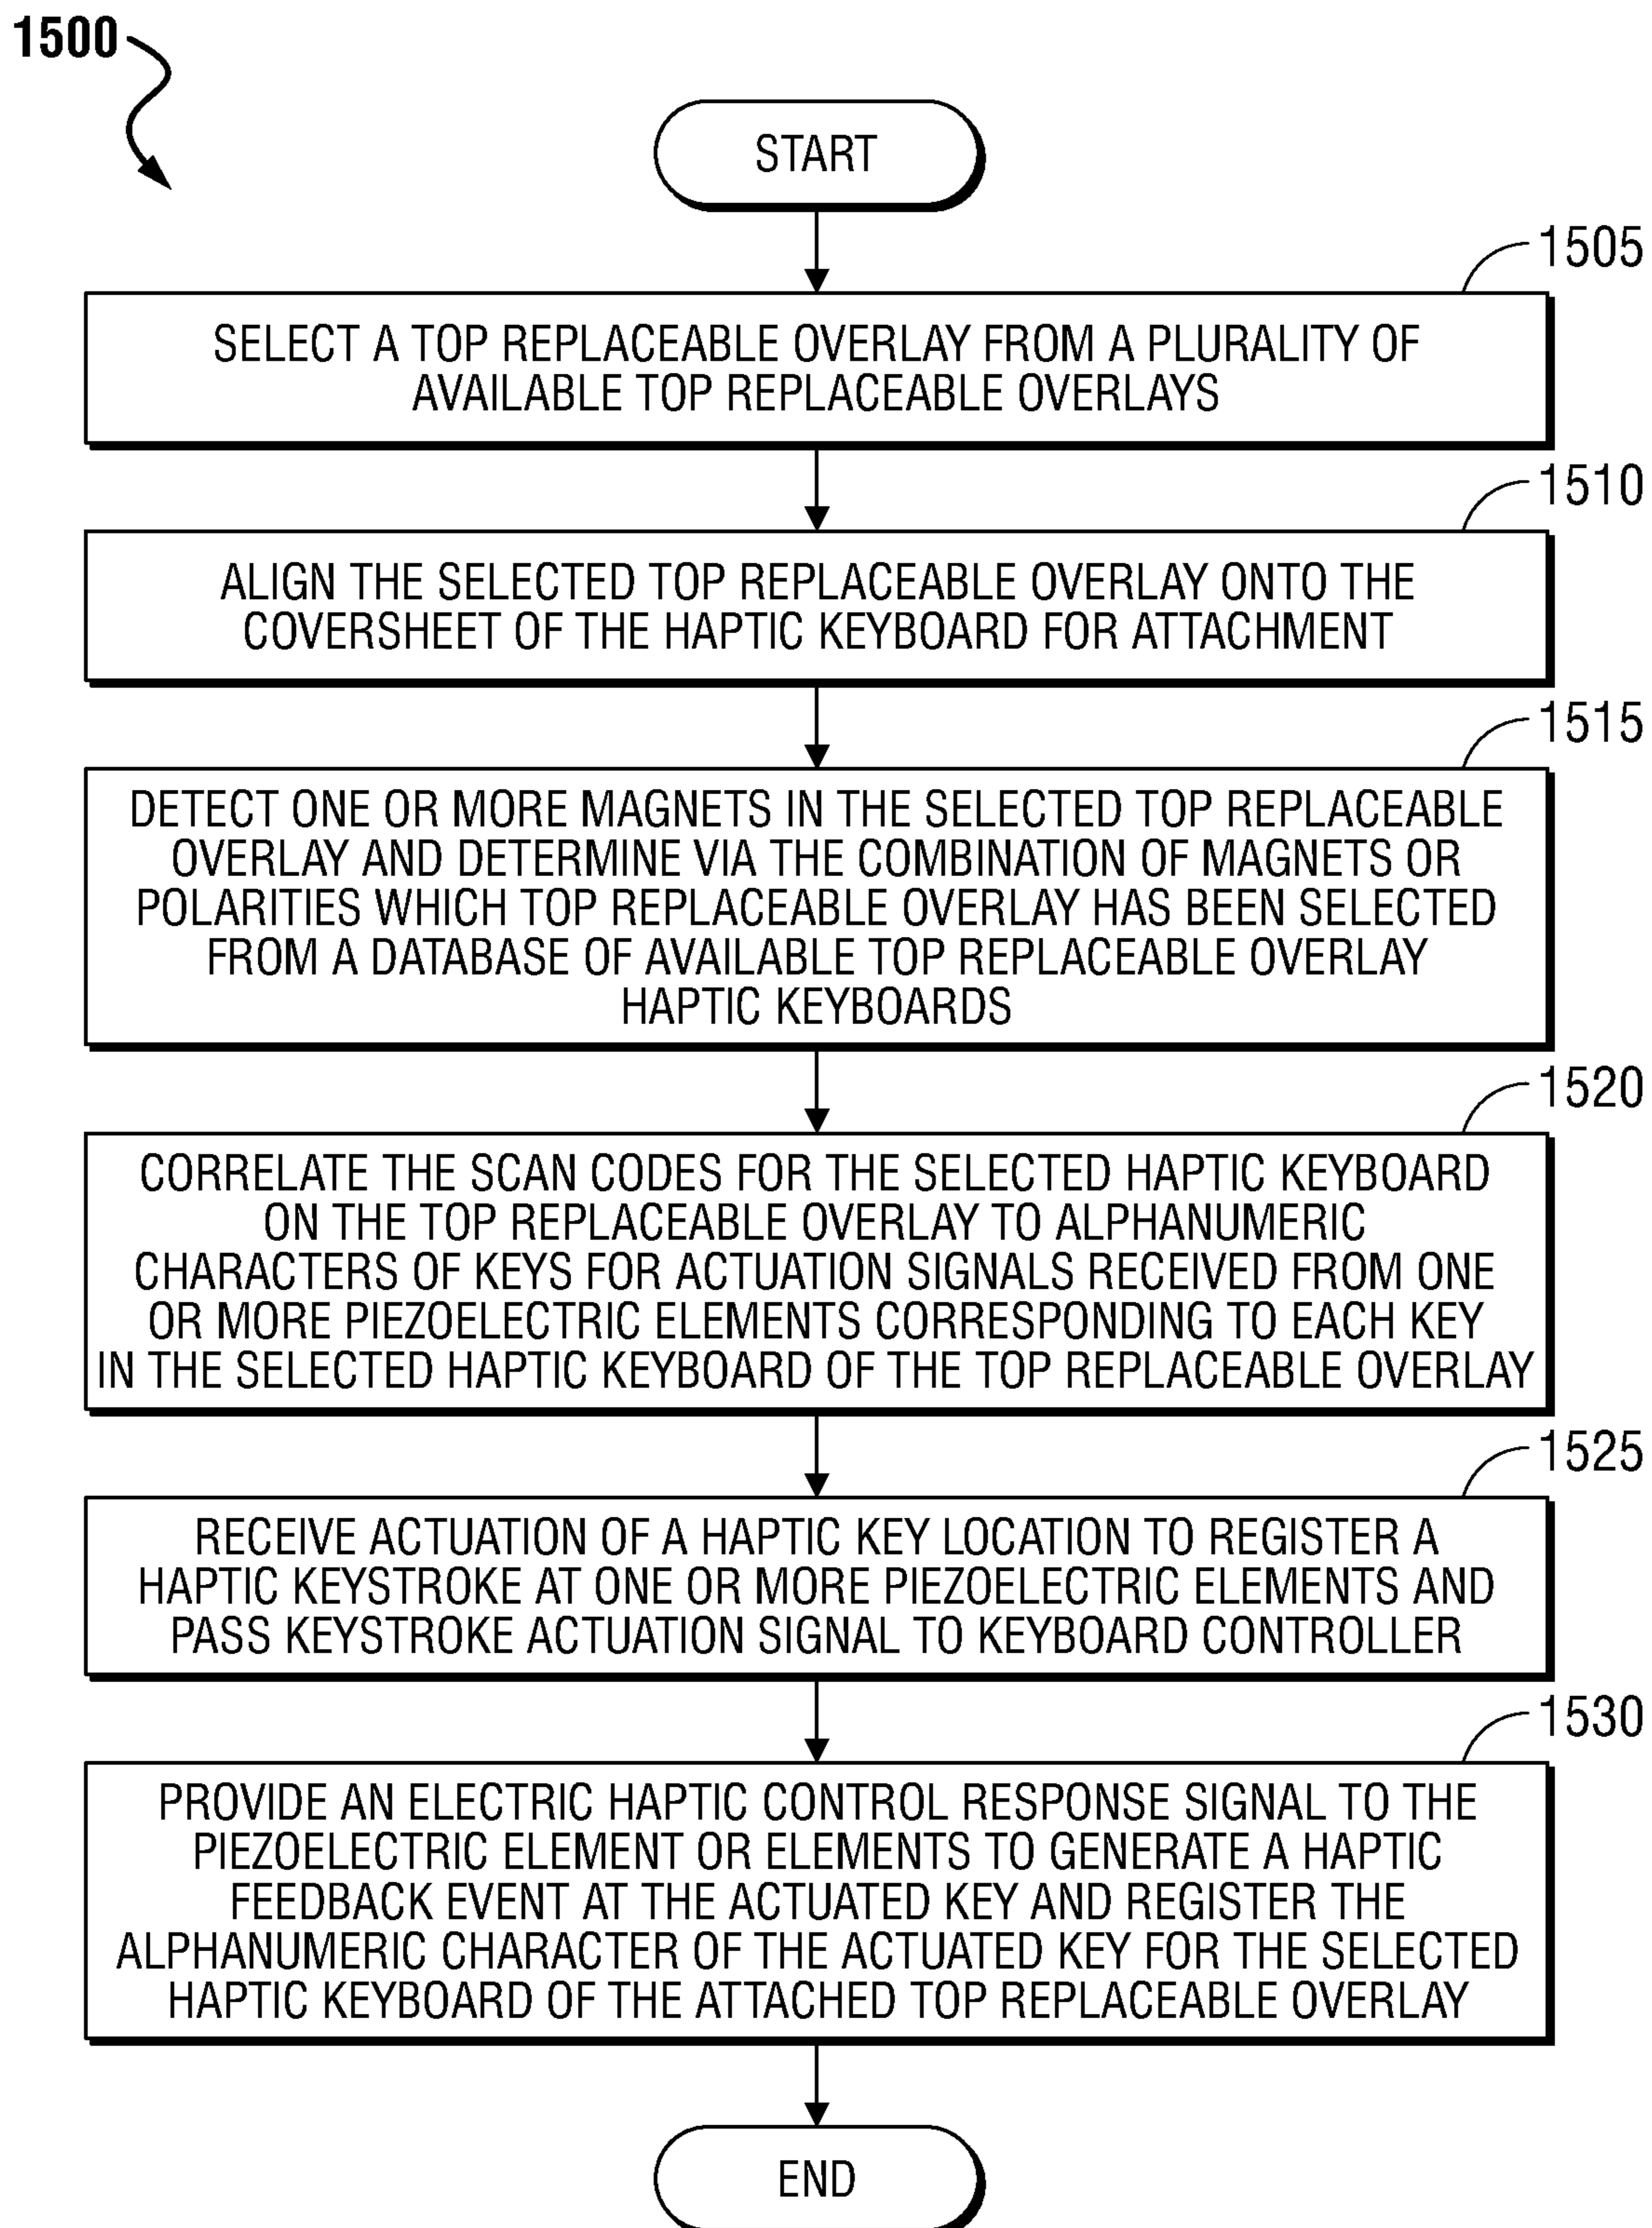 1500
START
1505
SELECT A TOP REPLACEABLE OVERLAY FROM A PLURALITY OF
AVAILABLE TOP REPLACEABLE OVERLAYS
1510
ALIGN THE SELECTED TOP REPLACEABLE OVERLAY ONTO THE
COVERSHEET OF THE HAPTIC KEYBOARD FOR ATTACHMENT
1515
DETECT ONE OR MORE MAGNETS IN THE SELECTED TOP REPLACEABLE
OVERLAY AND DETERMINE VIA THE COMBINATION OF MAGNETS OR
POLARITIES WHICH TOP REPLACEABLE OVERLAY HAS BEEN SELECTED
FROM A DATABASE OF AVAILABLE TOP REPLACEABLE OVERLAY
HAPTIC KEYBOARDS
1520
CORRELATE THE SCAN CODES FOR THE SELECTED HAPTIC KEYBOARD
ON THE TOP REPLACEABLE OVERLAY TO ALPHANUMERIC
CHARACTERS OF KEYS FOR ACTUATION SIGNALS RECEIVED FROM ONE
OR MORE PIEZOELECTRIC ELEMENTS CORRESPONDING TO EACH KEY
IN THE SELECTED HAPTIC KEYBOARD OF THE TOP REPLACEABLE OVERLAY
1525
RECEIVE ACTUATION OF A HAPTIC KEY LOCATION TO REGISTER A
HAPTIC KEYSTROKE AT ONE OR MORE PIEZOELECTRIC ELEMENTS AND
PASS KEYSTROKE ACTUATION SIGNAL TO KEYBOARD CONTROLLER
1530
PROVIDE AN ELECTRIC HAPTIC CONTROL RESPONSE SIGNAL TO THE
PIEZOELECTRIC ELEMENT OR ELEMENTS TO GENERATE A HAPTIC
FEEDBACK EVENT AT THE ACTUATED KEY AND REGISTER THE
ALPHANUMERIC CHARACTER OF THE ACTUATED KEY FOR THE SELECTED
HAPTIC KEYBOARD OF THE ATTACHED TOP REPLACEABLE OVERLAY
END